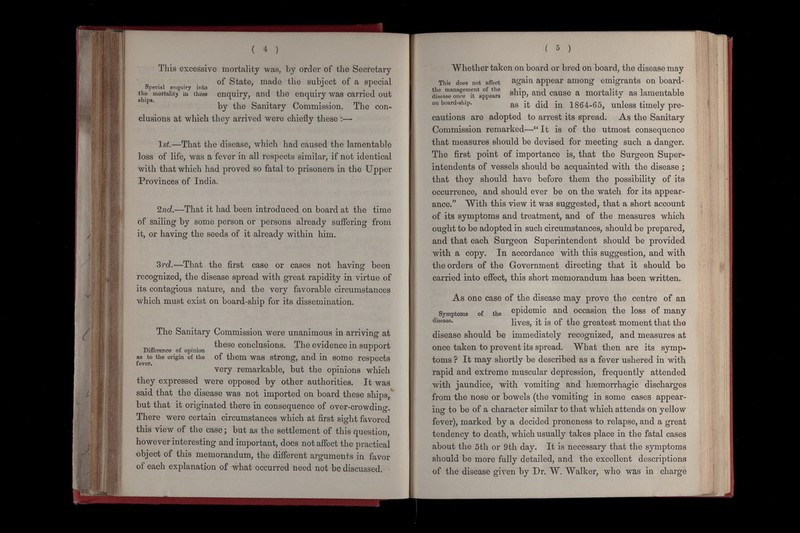 ( 4 )
This excessive mortality was, by order of the Secretary
of State, made the subject of a special
Special enquiry into
the mortality in these
ships.
enquiry, and the enquiry was carried out
by the Sanitary Commission. The con-
clusions at which they arrived were chiefly these :—
1st.—That the disease, which had caused the lamentable
loss of life, was a fever in all respects similar, if not identical
with that which had proved so fatal to prisoners in the Upper
Provinces of India.
2nd.—That it had been introduced on board at the time
of sailing by some person or persons already suffering from
it, or having the seeds of it already within him.
3rd.—That the first case or cases not having been
recognized, the disease spread with great rapidity in virtue of
its contagious nature, and the very favorable circumstances
which must exist on board-ship for its dissemination.
The Sanitary Commission were unanimous in arriving at
these conclusions. The evidence in support
Difference of opinion
as to the origin of the
fever.
of them was strong, and in some respects
very remarkable, but the opinions which
they expressed were opposed by other authorities. It was
said that the disease was not imported on board these ships,
but that it originated there in consequence of over-crowding.
There were certain circumstances which at first sight favored
this view of the case; but as the settlement of this question,
however interesting and important, does not affect the practical
object of this memorandum, the different arguments in favor
of each explanation of what occurred need not be discussed.
( 5 )
Whether taken on board or bred on board, the disease may
again appear among emigrants on board-
This does not affect
the management of the
disease once it appears
on board-ship.
ship, and cause a mortality as lamentable
as it did in 1864-65, unless timely pre-
cautions are adopted to arrest its spread. As the Sanitary
Commission remarked—" It is of the utmost consequence
that measures should be devised for meeting such a danger.
The first point of importance is, that the Surgeon Super-
intendents of vessels should be acquainted with the disease ;
that they should have before them the possibility of its
occurrence, and should ever be on the watch for its appear-
ance." With this view it was suggested, that a short account
of its symptoms and treatment, and of the measures which
ought to be adopted in such circumstances, should be prepared,
and that each Surgeon Superintendent should be provided
with a copy. In accordance with this suggestion, and with
the orders of the Government directing that it should be
carried into effect, this short memorandum has been written.
As one case of the disease may prove the centre of an
epidemic and occasion the loss of many
Symptoms of the
disease.
lives, it is of the greatest moment that the
disease should be immediately recognized, and measures at
once taken to prevent its spread. What then are its symp-
toms ? It may shortly be described as a fever ushered in with
rapid and extreme muscular depression, frequently attended
with jaundice, with vomiting and hæmorrhagic discharges
from the nose or bowels (the vomiting in some cases appear-
ing to be of a character similar to that which attends on yellow
fever), marked by a decided proneness to relapse, and a great
tendency to death, which usually takes place in the fatal cases
about the 5th or 9th day. It is necessary that the symptoms
should be more fully detailed, and the excellent descriptions
of the disease given by Dr. W. Walker, who was in charge